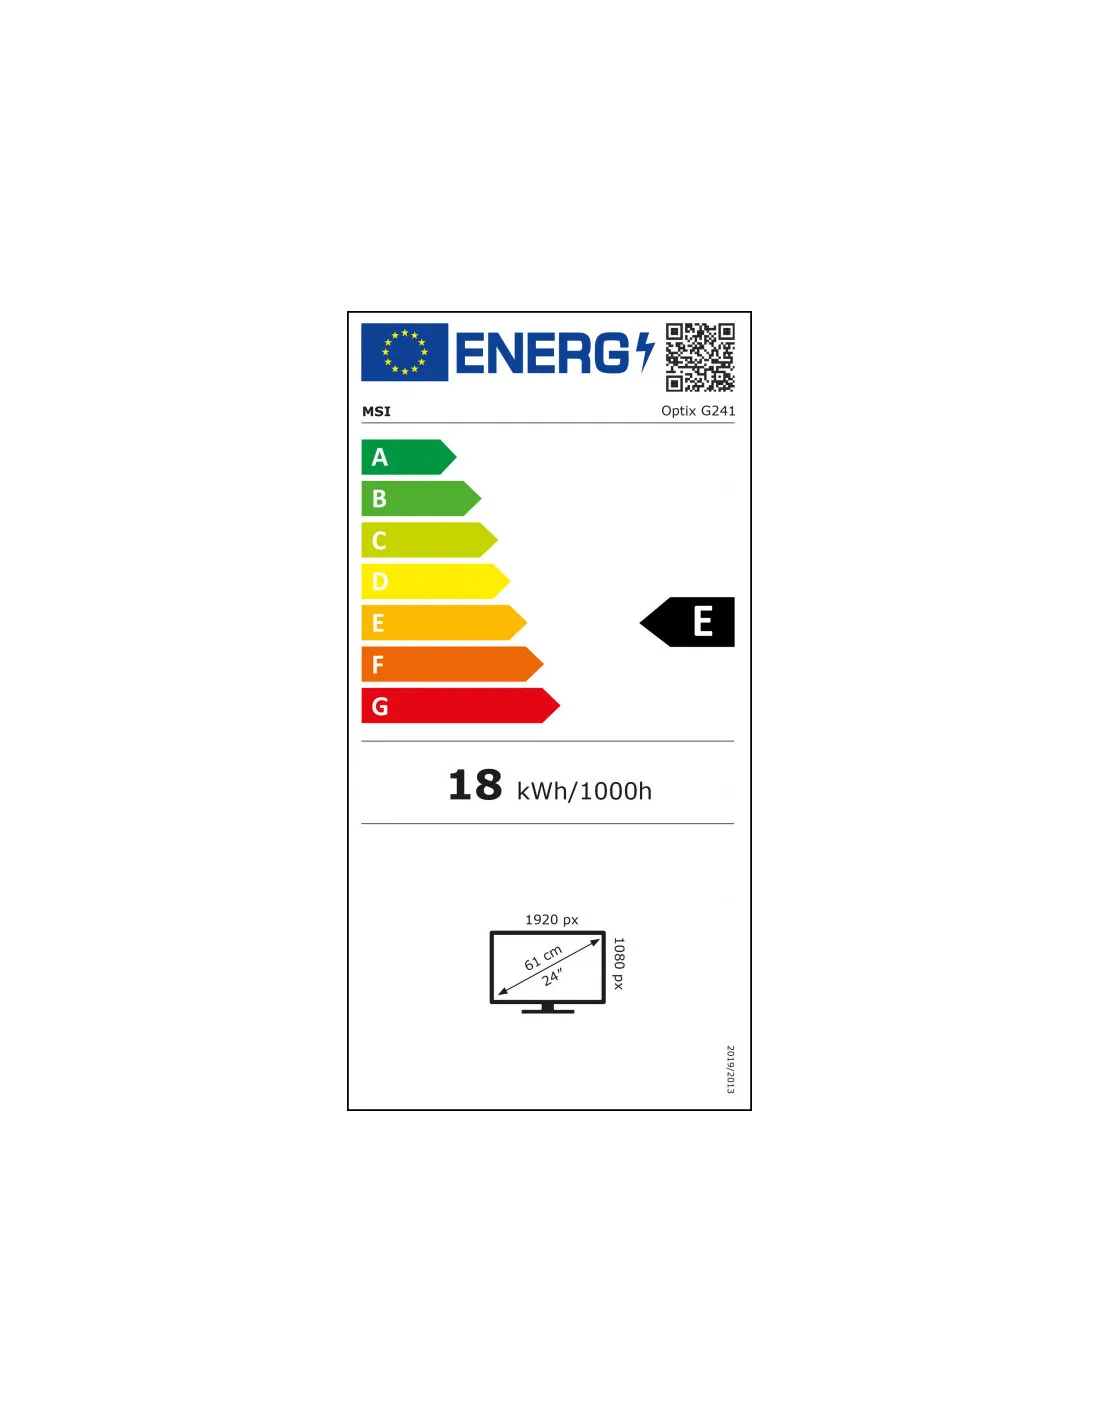 ENERG
MSI
Optix G241
A
B
C
D
E
E
F
G
18 kWh/1000h
1920 px
1080 px
61 cm
24"
2019/2013